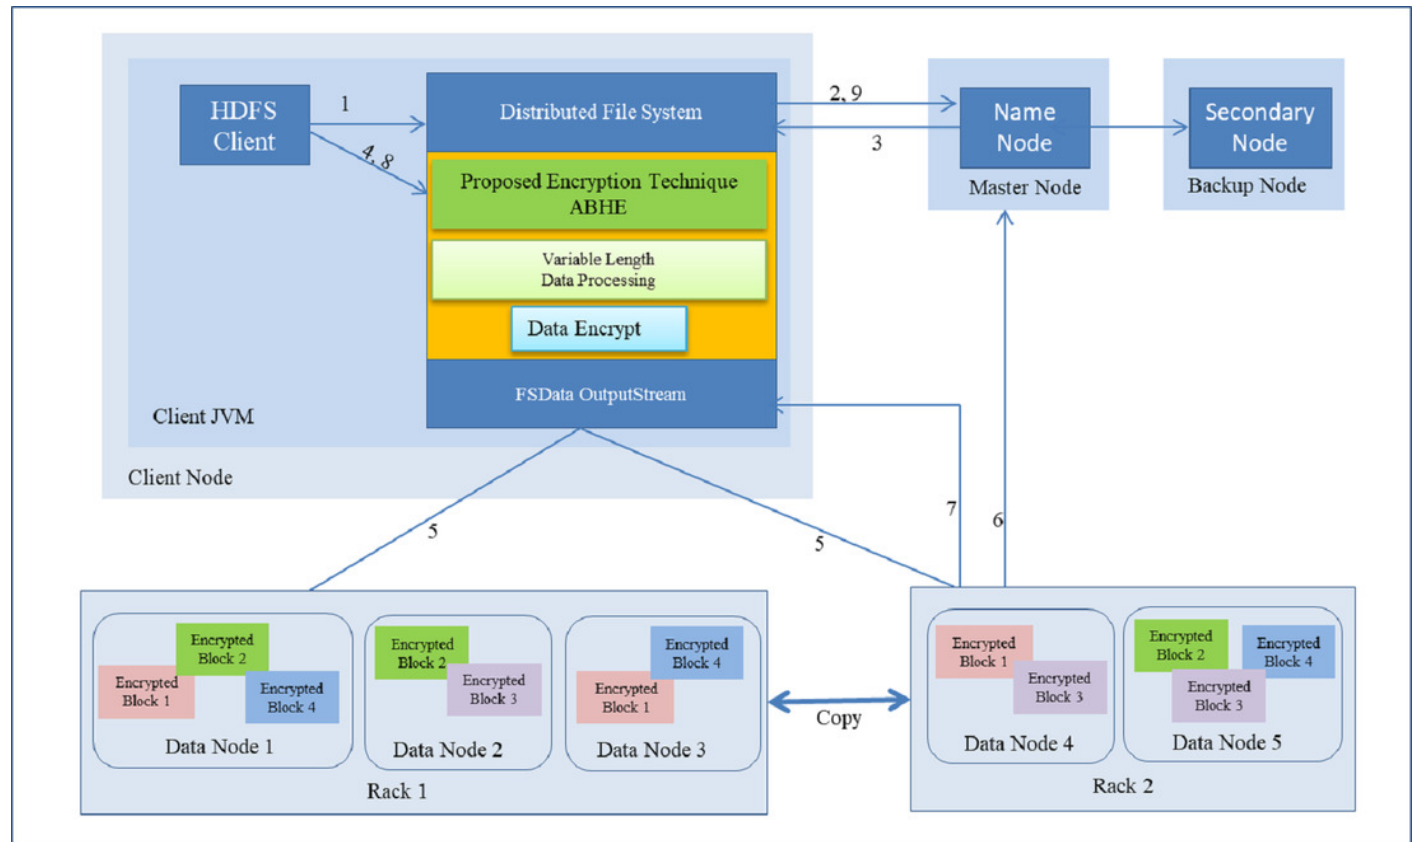 HDFS
Client
1
4, 8
Distributed File System
Proposed Encryption Technique
ABHE
Variable Length
Data Processing
Data Encrypt
FSData OutputStream
Client JVM
Client Node
2, 9
3
Name
Node
Master Node
Secondary
Node
Backup Node
5
5
7
6
Encrypted
Block 1
Encrypted
Block 2
Encrypted
Block 4
Data Node 1
Encrypted
Block 2
Encrypted
Block 3
Data Node 2
Encrypted
Block 1
Encrypted
Block 4
Data Node 3
Rack 1
Copy
Encrypted
Block 1
Encrypted
Block 3
Data Node 4
Encrypted
Block 2
Encrypted
Block 4
Encrypted
Block 3
Data Node 5
Rack 2